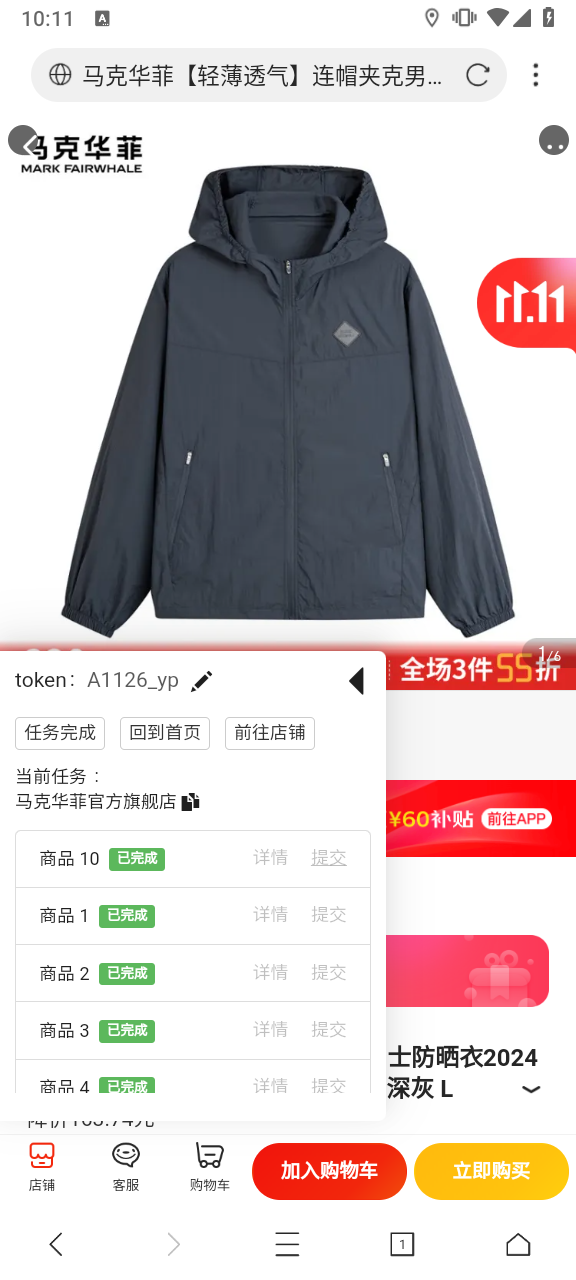 10:11
A
马克华菲【轻薄透气】连帽夹克男...
马克华菲
MARK FAIRWHALE
11.11
1/6
全场3件55折
token: A1126_yp
任务完成 回到首页 前往店铺
当前任务：
马克华菲官方旗舰店
¥60补贴 前往APP
商品 10 已完成 详情 提交
商品 1 已完成 详情 提交
商品 2 已完成 详情 提交
商品 3 已完成 详情 提交
士防晒衣2024
深灰 L
商品 4 已完成 详情 提交
降价163.74元
店铺 客服 购物车 加入购物车 立即购买
1